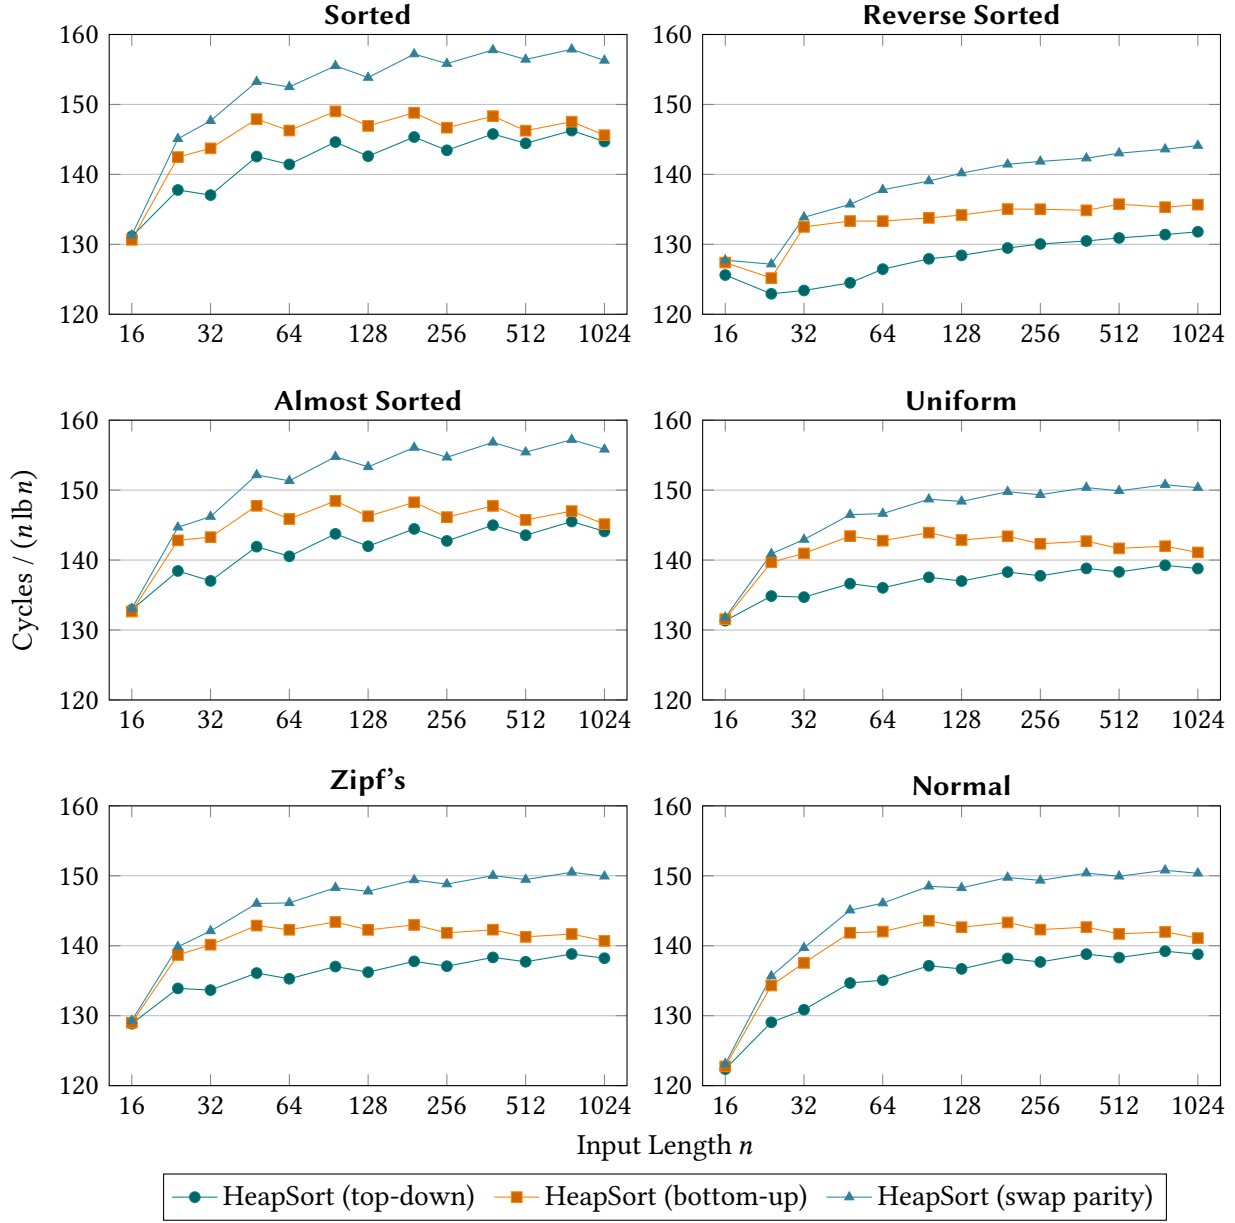 Sorted
160
150
140
130
120
16 32 64 128 256 512 1024
Reverse Sorted
160
150
140
130
120
16 32 64 128 256 512 1024
Cycles / (n lb n)
Almost Sorted
160
150
140
130
120
16 32 64 128 256 512 1024
Uniform
160
150
140
130
120
16 32 64 128 256 512 1024
Zipf’s
160
150
140
130
120
16 32 64 128 256 512 1024
Normal
160
150
140
130
120
16 32 64 128 256 512 1024
Input Length n
HeapSort (top-down) HeapSort (bottom-up) HeapSort (swap parity)